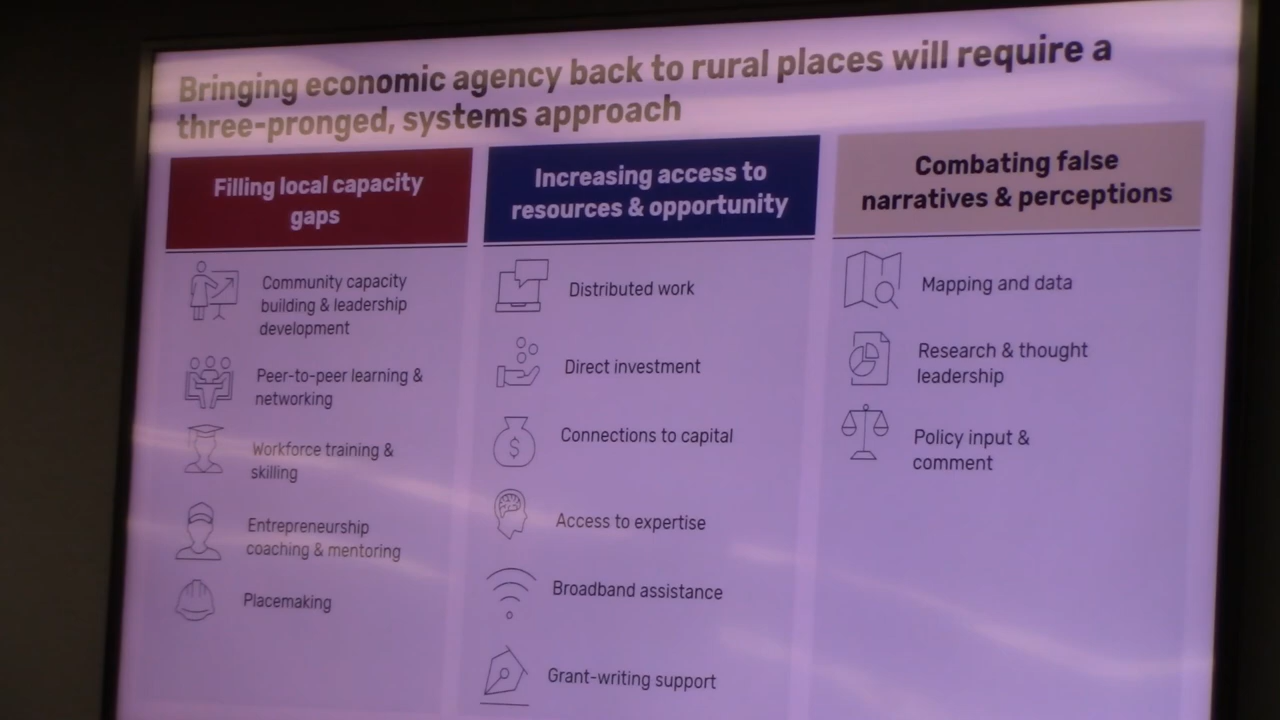 Bringing economic agency back to rural places will require a
three-pronged, systems approach
Filling local capacity
gaps
Community capacity
building & leadership
development
Peer-to-peer learning &
networking
Workforce training &
skilling
Entrepreneurship
coaching & mentoring
Placemaking
Increasing access to
resources & opportunity
Distributed work
Direct investment
$
Connections to capital
Access to expertise
Broadband assistance
Grant-writing support
Combating false
narratives & perceptions
Mapping and data
Research & thought
leadership
Policy input &
comment